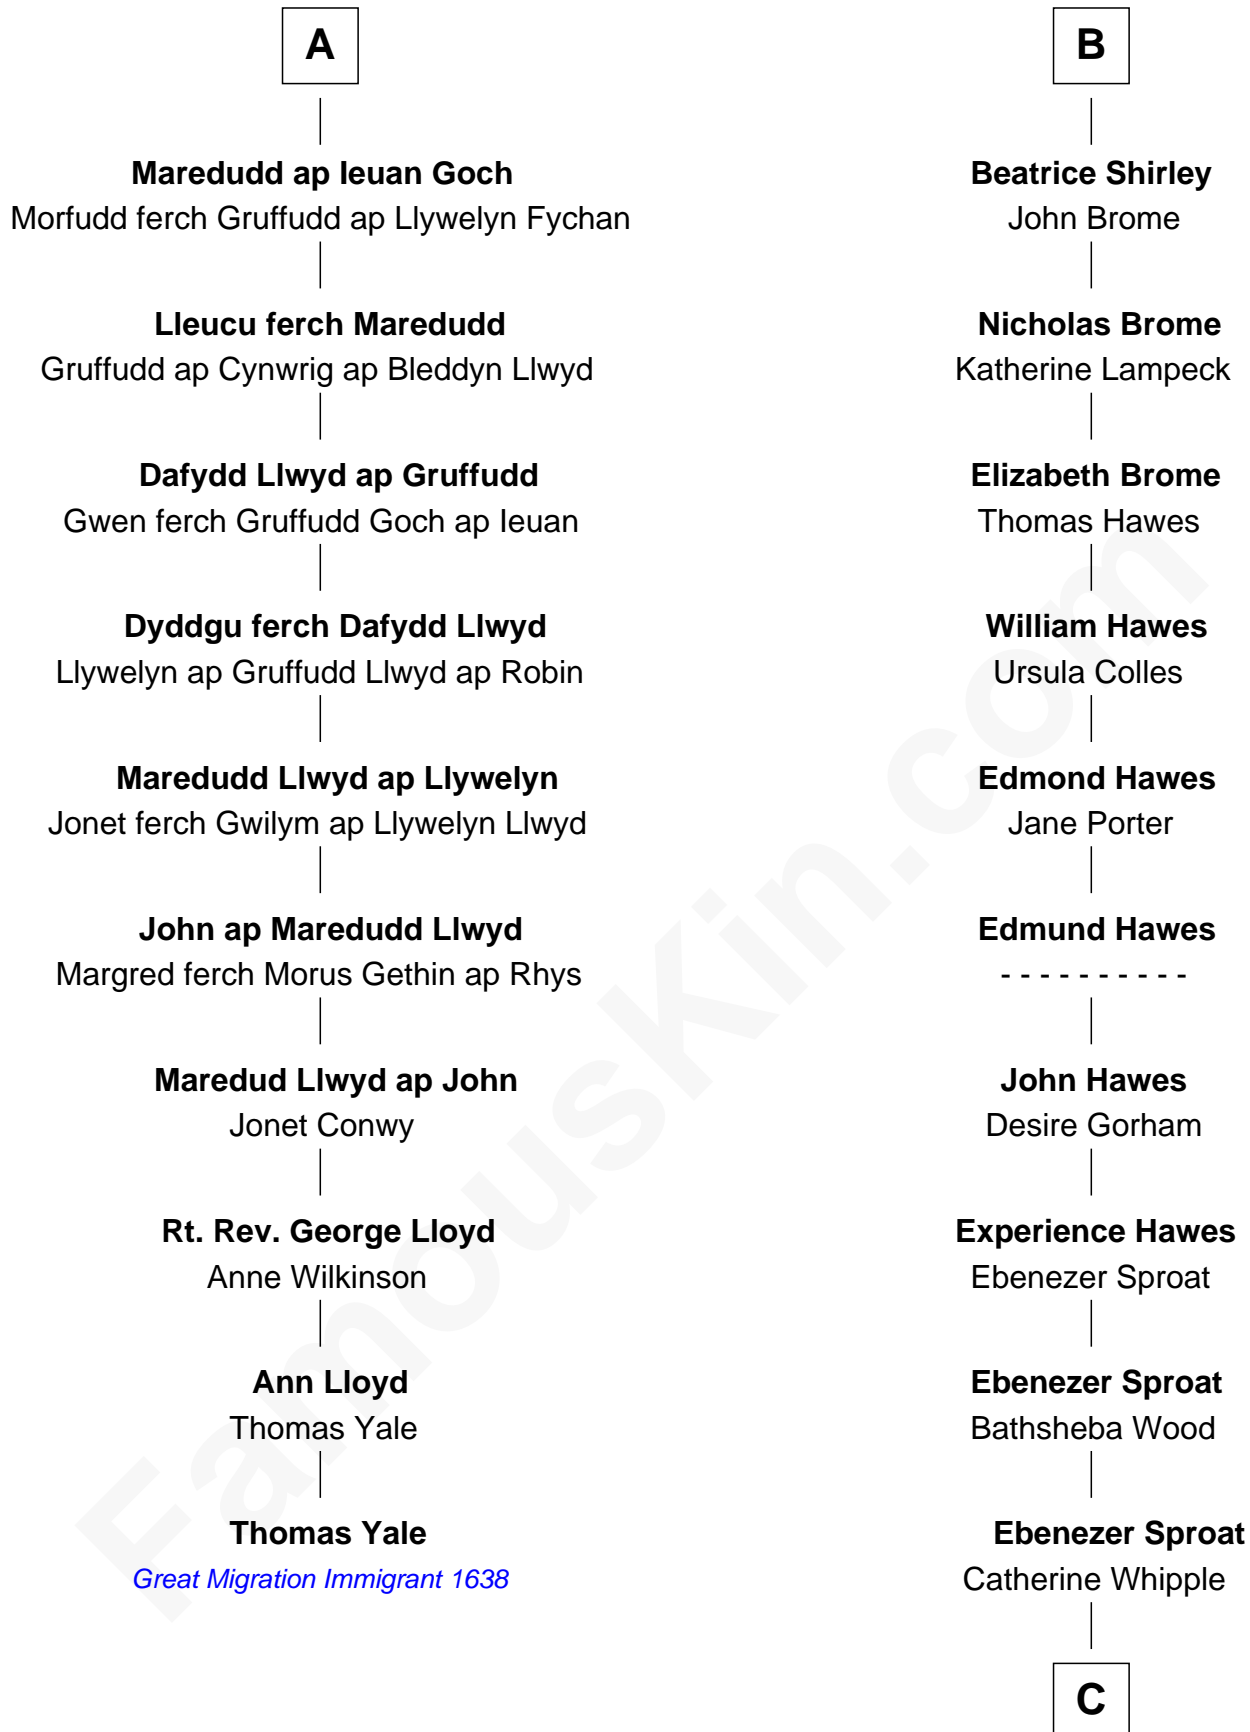 A
Maredudd ap Ieuan Goch
Morfudd ferch Gruffudd ap Llywelyn Fychan
Lleucu ferch Maredudd
Gruffudd ap Cynwrig ap Bleddyn Llwyd
Dafydd Llwyd ap Gruffudd
Gwen ferch Gruffudd Goch ap Ieuan
Dyddgu ferch Dafydd Llwyd
Llywelyn ap Gruffudd Llwyd ap Robin
Maredudd Llwyd ap Llywelyn
Jonet ferch Gwilym ap Llywelyn Llwyd
John ap Maredudd Llwyd
Margred ferch Morus Gethin ap Rhys
Maredud Llwyd ap John
Jonet Conwy
Rt. Rev. George Lloyd
Anne Wilkinson
Ann Lloyd
Thomas Yale
Thomas Yale
Great Migration Immigrant 1638
B
Beatrice Shirley
John Brome
Nicholas Brome
Katherine Lampeck
Elizabeth Brome
Thomas Hawes
William Hawes
Ursula Colles
Edmond Hawes
Jane Porter
Edmund Hawes
- - - - - - - - - -
John Hawes
Desire Gorham
Experience Hawes
Ebenezer Sproat
Ebenezer Sproat
Bathsheba Wood
Ebenezer Sproat
Catherine Whipple
C
FamousKin.com